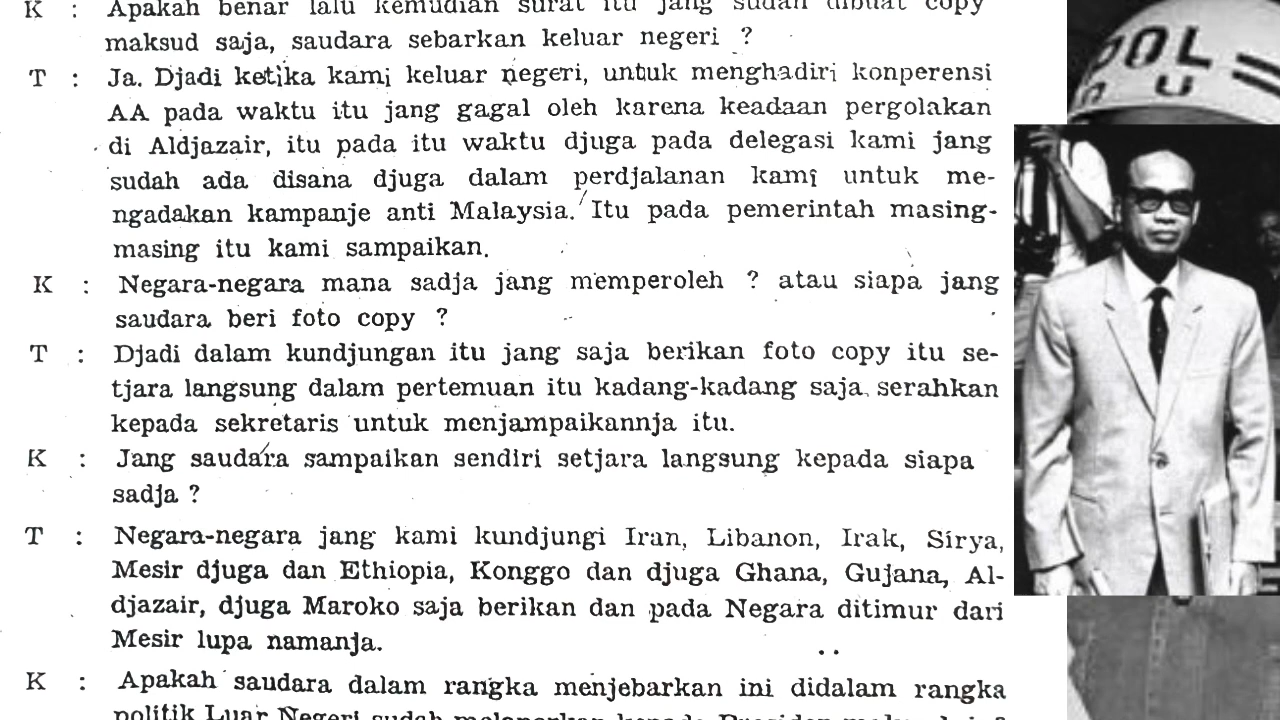 K : Apakah benar lalu kemudian surat itu jang sudah dibuat copy
maksud saja, saudara sebarkan keluar negeri ?
T : Ja. Djadi ketika kami keluar negeri, untuk menghadiri konperensi
AA pada waktu itu jang gagal oleh karena keadaan pergolakan
di Aldjazair, itu pada itu waktu djuga pada delegasi kami jang
sudah ada disana djuga dalam perdjalanan kami untuk me-
ngadakan kampanje anti Malaysia. Itu pada pemerintah masing-
masing itu kami sampaikan.
K : Negara-negara mana sadja jang memperoleh ? atau siapa jang
saudara beri foto copy ?
T : Djadi dalam kundjungan itu jang saja berikan foto copy itu se-
tjara langsung dalam pertemuan itu kadang-kadang saja serahkan
kepada sekretaris untuk menjampaikannja itu.
K : Jang saudara sampaikan sendiri setjara langsung kepada siapa
sadja ?
T : Negara-negara jang kami kundjungi Iran, Libanon, Irak, Sirya,
Mesir djuga dan Ethiopia, Konggo dan djuga Ghana, Gujana, Al-
djazair, djuga Maroko saja berikan dan pada Negara ditimur dari
Mesir lupa namanja.
K : Apakah saudara dalam rangka menjebarkan ini didalam rangka
politik Luar Negeri sudah melaporkan kepada Presiden
POL
U